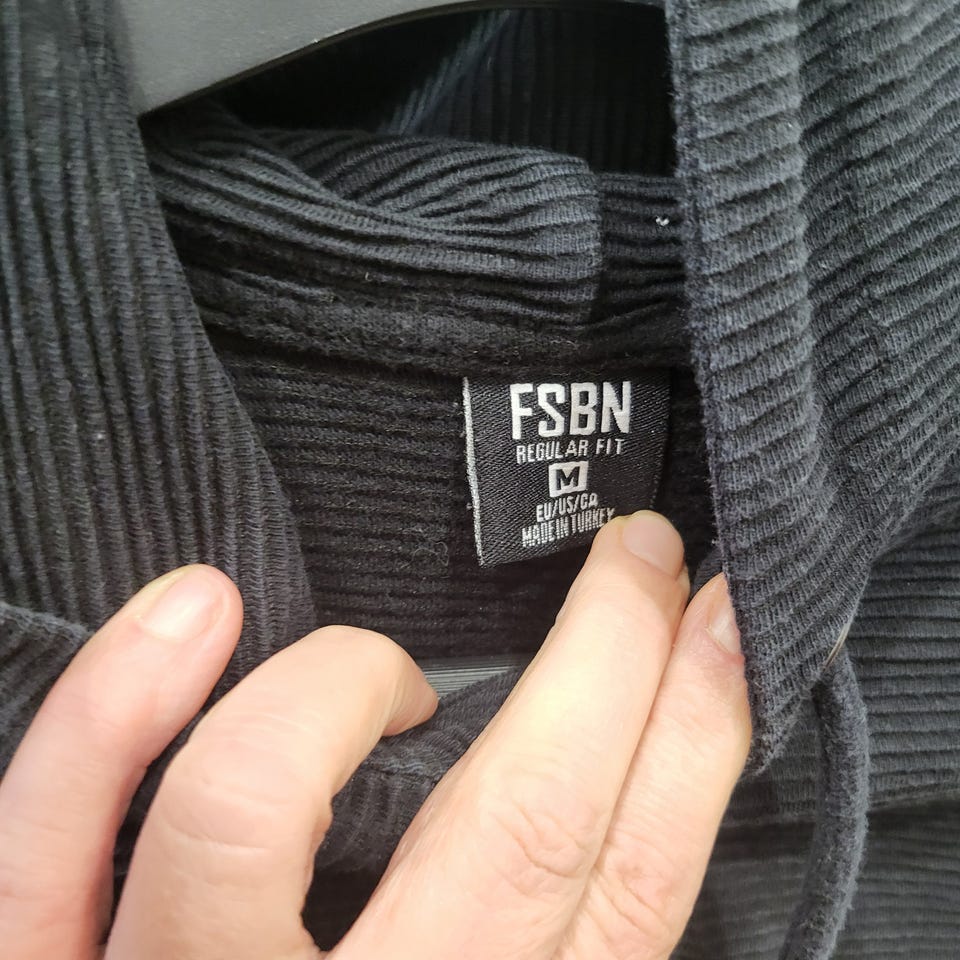 FSBN
REGULAR FIT
M
EU/US/CA
MADE IN TURKEY